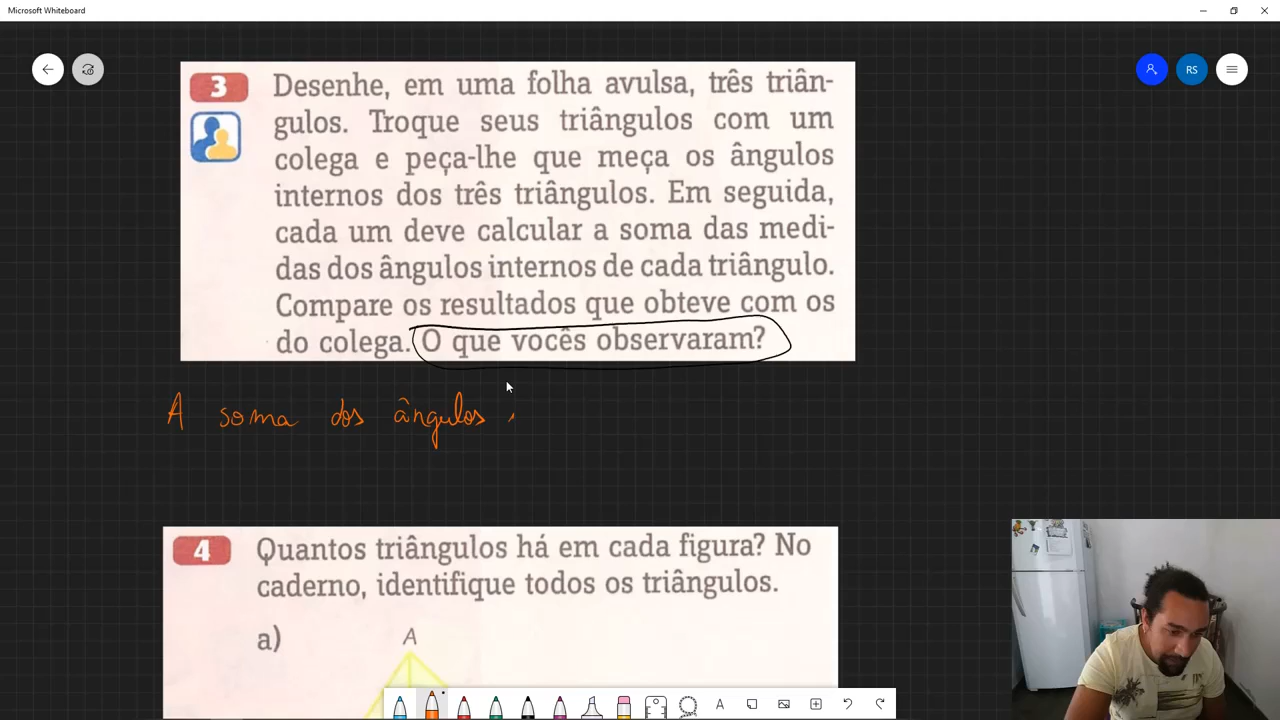 Microsoft Whiteboard
RS
3 Desenhe, em uma folha avulsa, três triân-
gulos. Troque seus triângulos com um
colega e peça-lhe que meça os ângulos
internos dos três triângulos. Em seguida,
cada um deve calcular a soma das medi-
das dos ângulos internos de cada triângulo.
Compare os resultados que obteve com os
do colega. O que vocês observaram?
A soma dos ângulos
4 Quantos triângulos há em cada figura? No
caderno, identifique todos os triângulos.
a) A
A